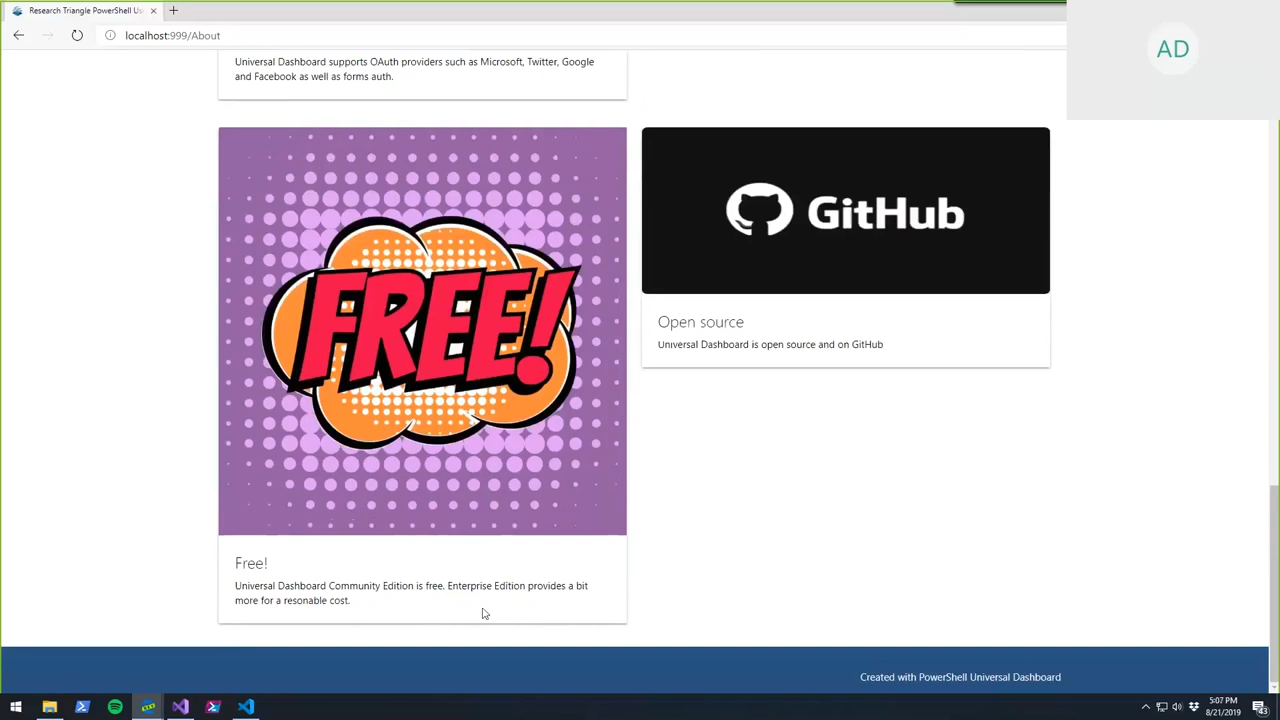 Research Triangle PowerShell Us
localhost:999/About
AD
Universal Dashboard supports OAuth providers such as Microsoft, Twitter, Google
and Facebook as well as forms auth.
FREE!
GitHub
Open source
Universal Dashboard is open source and on GitHub
Free!
Universal Dashboard Community Edition is free. Enterprise Edition provides a bit
more for a resonable cost.
Created with PowerShell Universal Dashboard
5:07 PM
8/21/2019
43